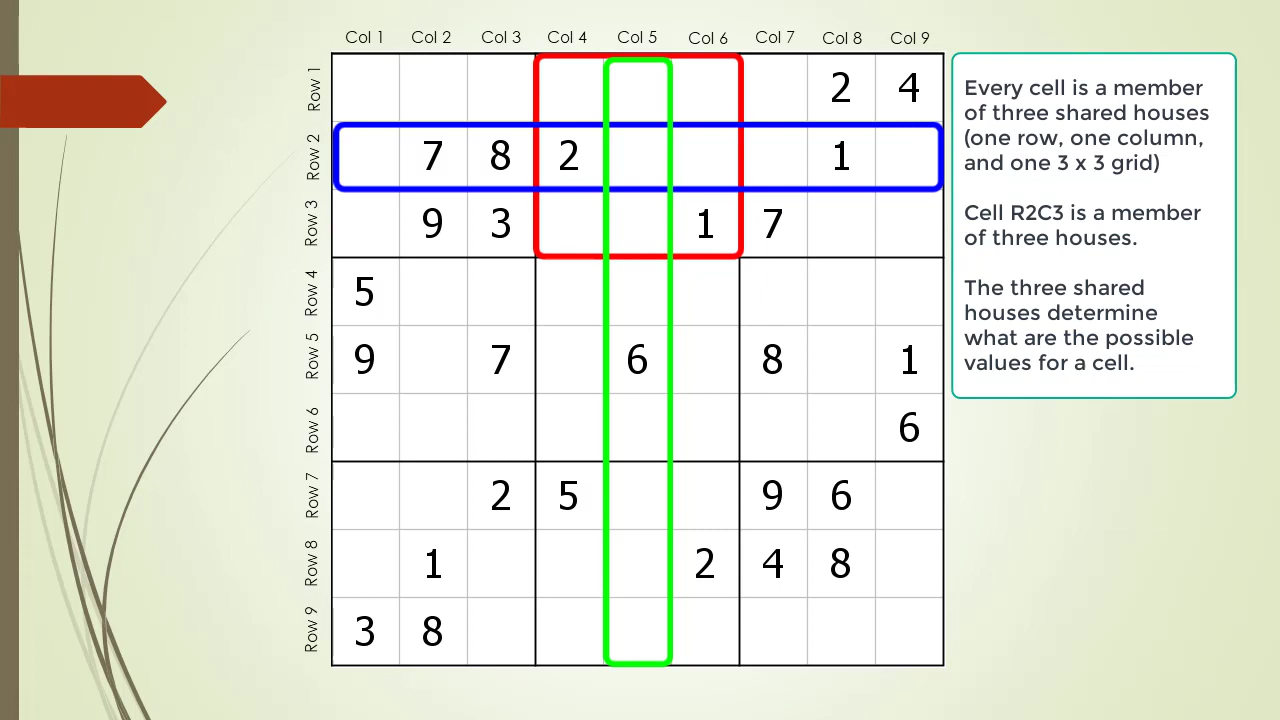 Col 1 Col 2 Col 3 Col 4 Col 5 Col 6 Col 7 Col 8 Col 9
Row 1 2 4
Row 2 7 8 2 1
Row 3 9 3 1 7
Row 4 5
Row 5 9 7 6 8 1
Row 6 6
Row 7 2 5 9 6
Row 8 1 2 4 8
Row 9 3 8
Every cell is a member
of three shared houses
(one row, one column,
and one 3 x 3 grid)
Cell R2C3 is a member
of three houses.
The three shared
houses determine
what are the possible
values for a cell.